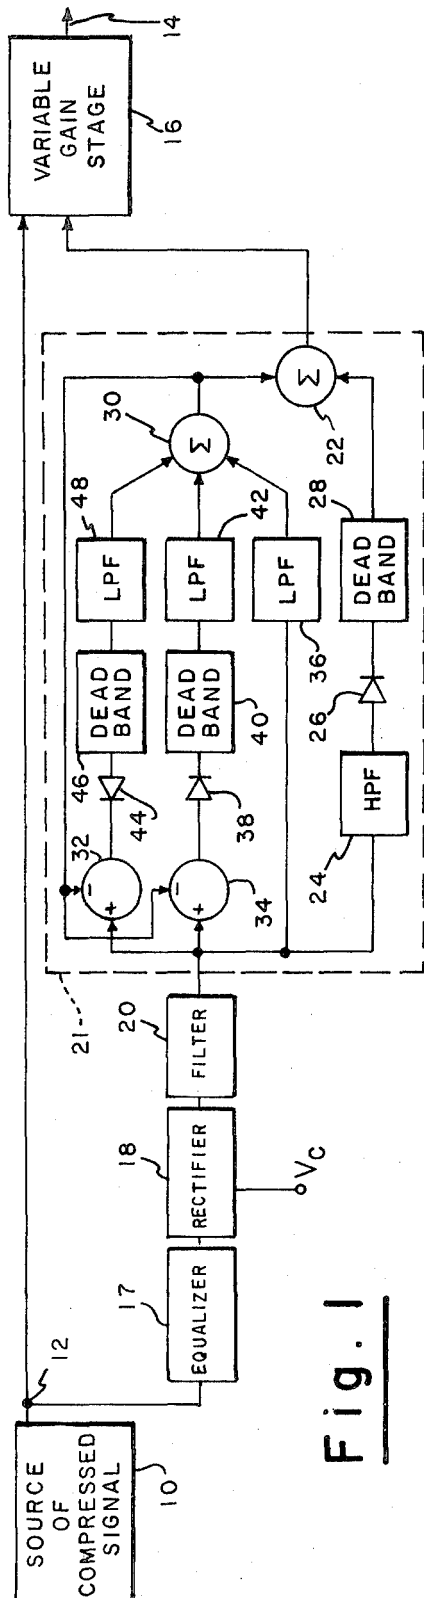 SOURCE
OF
COMPRESSED
SIGNAL
10
12
EQUALIZER
17
RECTIFIER
18
VC
FILTER
20
21
32
+
−
34
+
−
44
38
46
DEAD
BAND
DEAD
BAND
40
48
LPF
LPF
42
LPF
36
30
Σ
24
HPF
26
DEAD
BAND
28
Σ
22
VARIABLE
GAIN
STAGE
16
14
Fig. 1